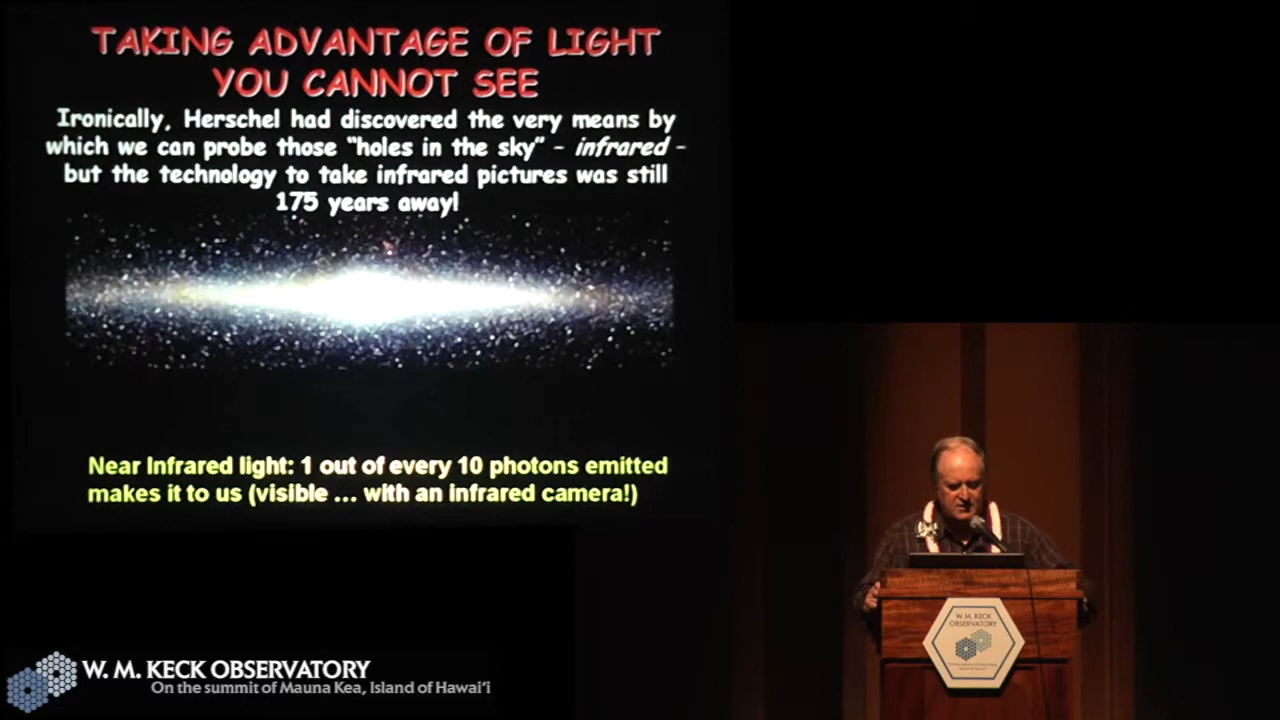 TAKING ADVANTAGE OF LIGHT
YOU CANNOT SEE
Ironically, Herschel had discovered the very means by
which we can probe those "holes in the sky" - infrared -
but the technology to take infrared pictures was still
175 years away!
Near Infrared light: 1 out of every 10 photons emitted
makes it to us (visible ... with an infrared camera!)
W. M. KECK
OBSERVATORY
W. M. KECK OBSERVATORY
On the summit of Mauna Kea, Island of Hawai‘i